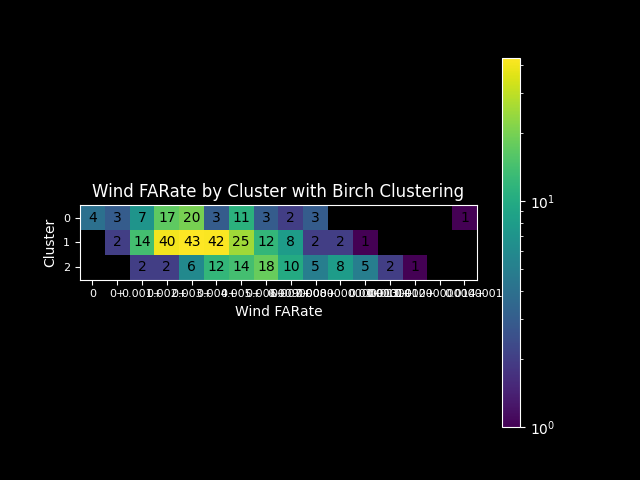 Wind FARate by Cluster with Birch Clustering
0 4 3 7 17 20 3 11 3 2 3 1
1 2 14 40 43 42 25 12 8 2 2 1
2 2 2 6 12 14 18 10 5 8 5 2 1
0
Wind FARate
Cluster
10¹
10⁰